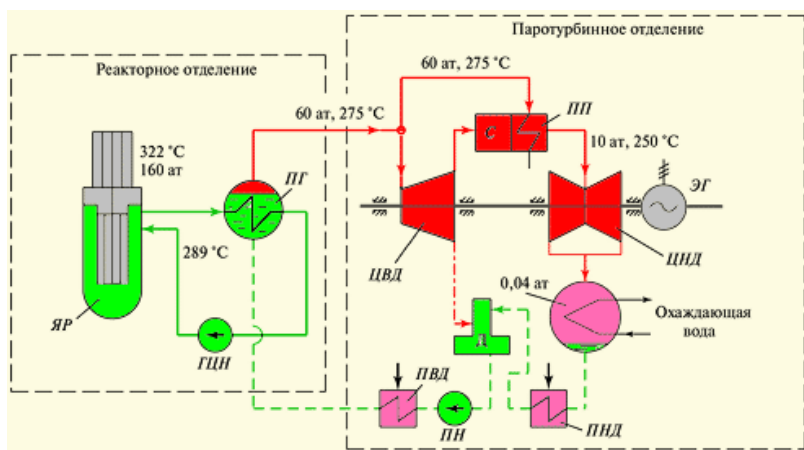 Паротурбинное отделение
Реакторное отделение
60 ат, 275 °С
60 ат, 275 °С
ПП
С
10 ат, 250 °С
322 °С
160 ат
ПГ
ЭГ
289 °С
ЦВД
ЦНД
0,04 ат
Охаждающая
вода
ЯР
ГЦН
Д
ПВД
ПН
ПНД